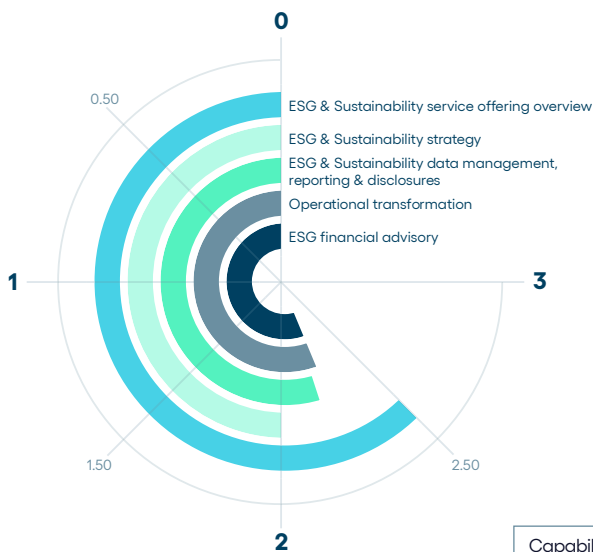 0
0.50
ESG & Sustainability service offering overview
ESG & Sustainability strategy
ESG & Sustainability data management,
reporting & disclosures
Operational transformation
ESG financial advisory
1
3
1.50
2.50
2